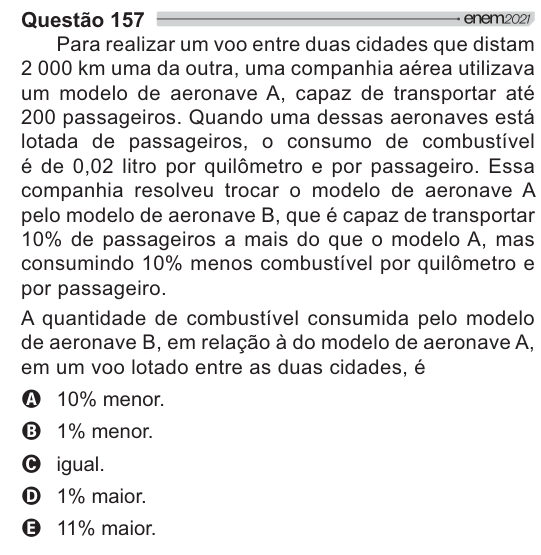 Questão 157 enem2021
Para realizar um voo entre duas cidades que distam
2 000 km uma da outra, uma companhia aérea utilizava
um modelo de aeronave A, capaz de transportar até
200 passageiros. Quando uma dessas aeronaves está
lotada de passageiros, o consumo de combustível
é de 0,02 litro por quilômetro e por passageiro. Essa
companhia resolveu trocar o modelo de aeronave A
pelo modelo de aeronave B, que é capaz de transportar
10% de passageiros a mais do que o modelo A, mas
consumindo 10% menos combustível por quilômetro e
por passageiro.
A quantidade de combustível consumida pelo modelo
de aeronave B, em relação à do modelo de aeronave A,
em um voo lotado entre as duas cidades, é
A 10% menor.
B 1% menor.
C igual.
D 1% maior.
E 11% maior.